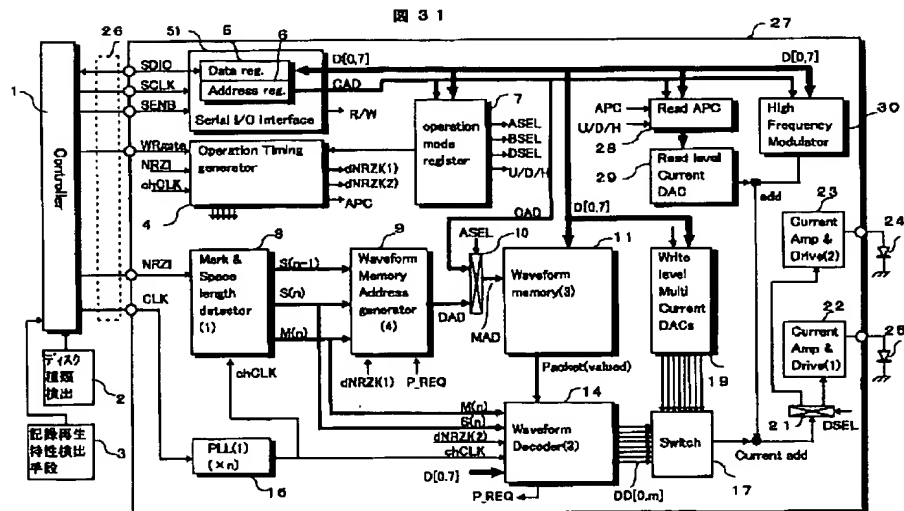 図 31
26
51
5
6
27
D[0,7]
D[0,7]
1
Controller
SDIO
SCLK
SENB
Data reg.
Address reg.
Serial I/O Interface
OAD
R/W
7
operation
mode
register
ASEL
BSEL
DSEL
U/D/H
APC
U/D/H
Read APC
28
High
Frequency
Modulator
30
WRgate
NRZI
chCLK
Operation Timing
generator
4
dNRZK(1)
dNRZK(2)
APC
29
Read level
Current
DAC
add
OAD
D[0,7]
8
9
ASEL
10
11
23
24
NRZI
CLK
Mark &
Space
length
detector
(1)
S(n-1)
S(n)
M(n)
Waveform
Memory
Address
generator
(4)
DAD
MAD
Waveform
memory(3)
Write
level
Multi
Current
DACs
19
Current
Amp &
Drive(2)
22
Current
Amp &
Drive(1)
ディスク
種類
検出
2
記録再生
特性検出
手段
3
chCLK
dNRZK(1)
P_REQ
Packet(valued)
14
M(n)
S(n)
dNRZK(2)
chCLK
D[0.7]
P_REQ
Waveform
Decoder(3)
DD[0,m]
Switch
17
21
DSEL
Current add
PLL(1)
(×n)
16